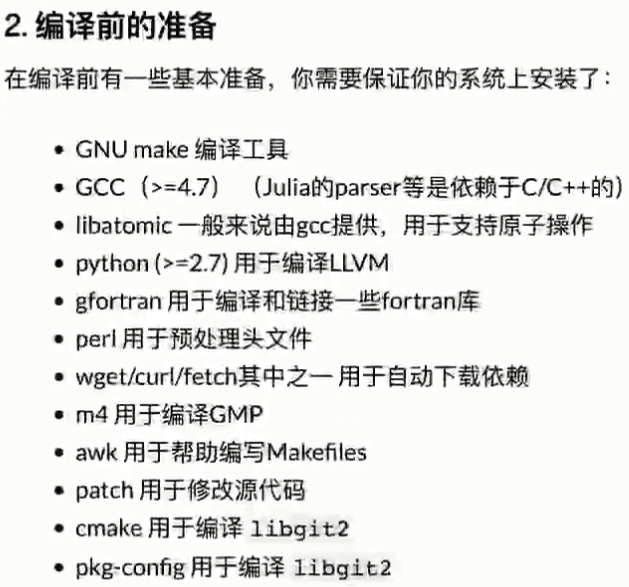 2. 编译前的准备
在编译前有一些基本准备，你需要保证你的系统上安装了：
• GNU make 编译工具
• GCC（>=4.7）（Julia的parser等是依赖于C/C++的）
• libatomic 一般来说由gcc提供，用于支持原子操作
• python (>=2.7) 用于编译LLVM
• gfortran 用于编译和链接一些fortran库
• perl 用于预处理头文件
• wget/curl/fetch其中之一 用于自动下载依赖
• m4 用于编译GMP
• awk 用于帮助编写Makefiles
• patch 用于修改源代码
• cmake 用于编译 libgit2
• pkg-config 用于编译 libgit2